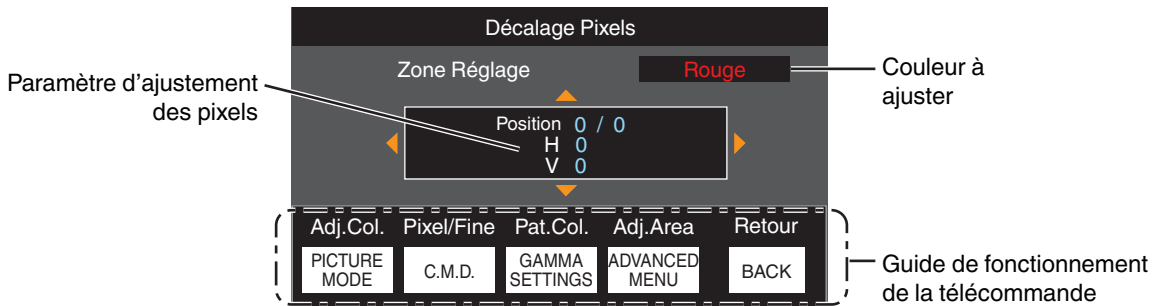 Décalage Pixels
Zone Réglage Rouge
Couleur à
ajuster
Paramètre d'ajustement
des pixels
Position 0 / 0
H 0
V 0
Adj.Col. Pixel/Fine Pat.Col. Adj.Area Retour
PICTURE
MODE
C.M.D.
GAMMA
SETTINGS
ADVANCED
MENU
BACK
Guide de fonctionnement
de la télécommande